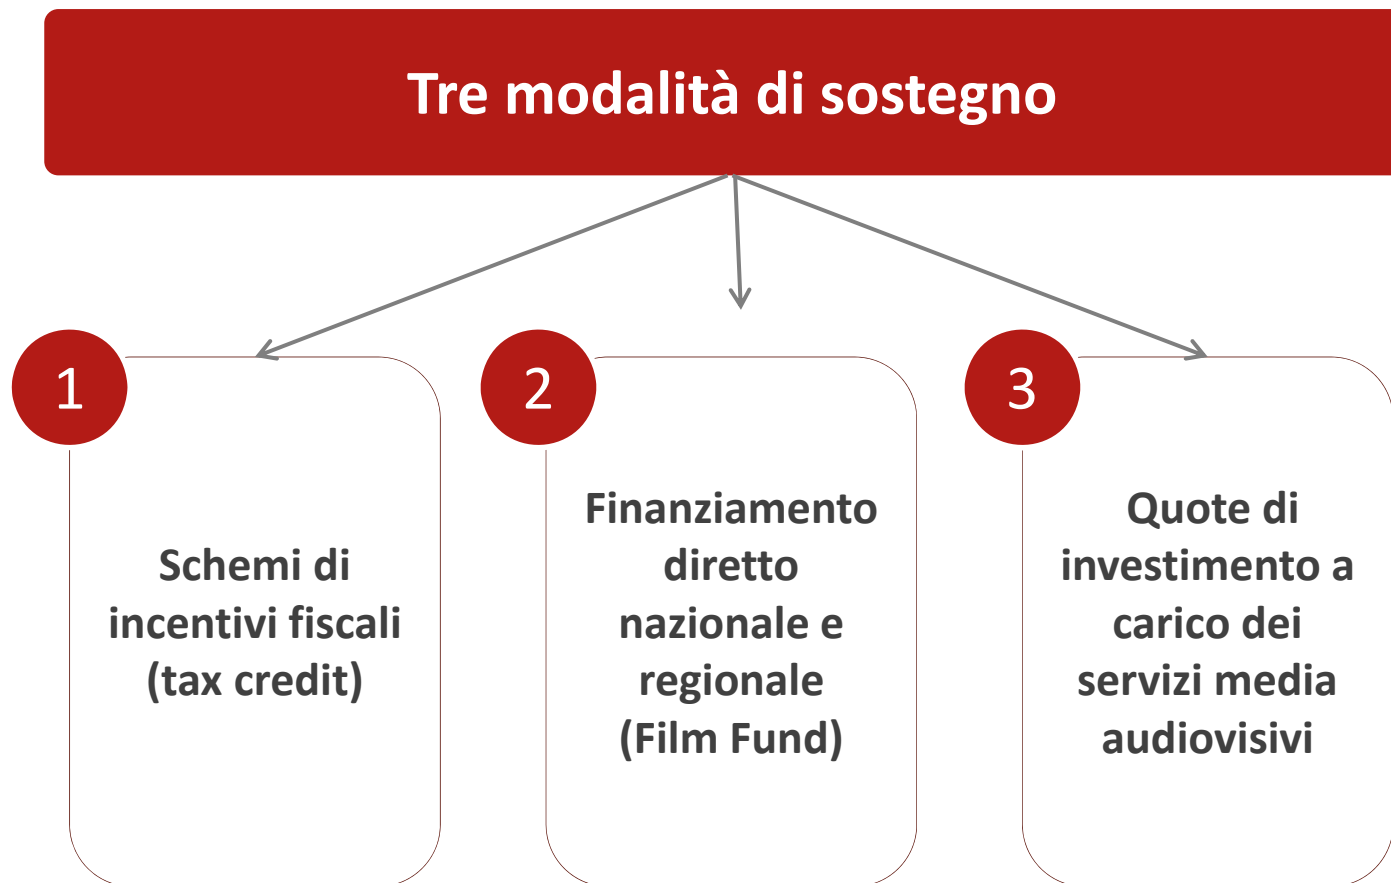 Tre modalità di sostegno
1
Schemi di
incentivi fiscali
(tax credit)
2
Finanziamento
diretto
nazionale e
regionale
(Film Fund)
3
Quote di
investimento a
carico dei
servizi media
audiovisivi